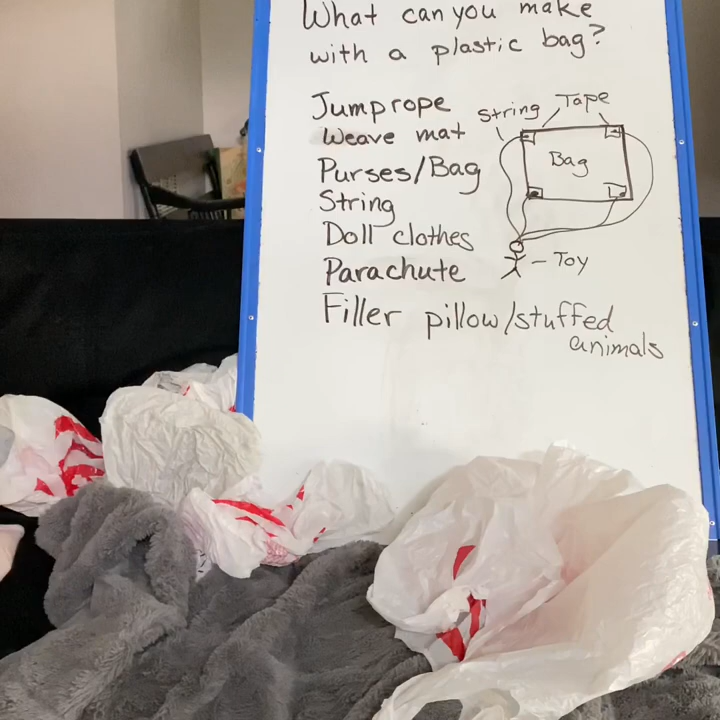 What can you make
with a plastic bag?
Jumprope
Weave mat
Purses/Bag
String
Doll clothes
Parachute
Filler pillow/stuffed
animals
String
Tape
Bag
Toy